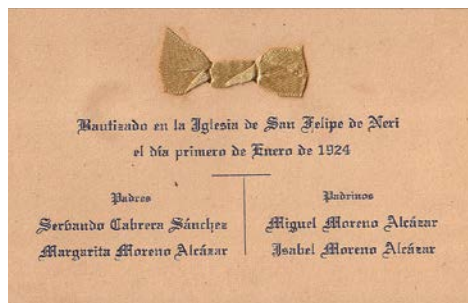 Bautizado en la Iglesia de San Felipe de Neri
el día primero de Enero de 1924
Padres
Servando Cabrera Sánchez
Margarita Moreno Alcázar
Padrinos
Miguel Moreno Alcázar
Isabel Moreno Alcázar